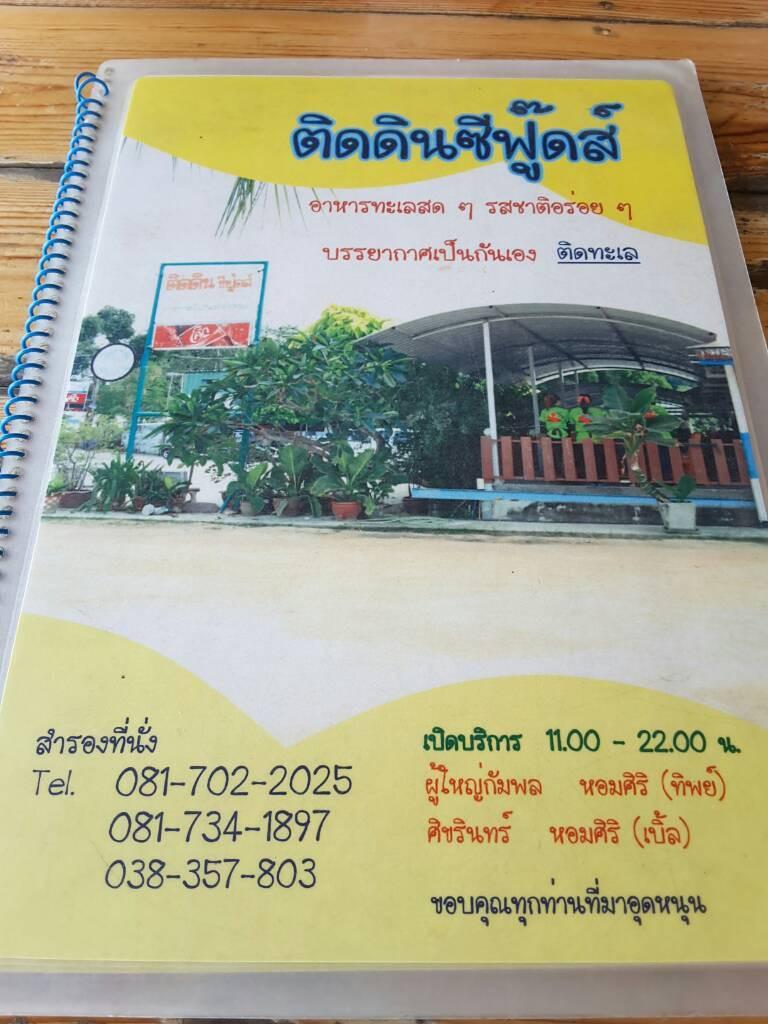 ติดดินซีฟู๊ดส์
อาหารทะเลสด ๆ รสชาติอร่อย ๆ
บรรยากาศเป็นกันเอง ติดทะเล
ติดดิน ซีฟู๊ดส์
สำรองที่นั่ง
Tel. 081-702-2025
081-734-1897
038-357-803
เปิดบริการ 11.00 - 22.00 น.
ผู้ใหญ่กัมพล หอมศิริ (ทิพย์)
ศิขรินทร์ หอมศิริ (เบิ้ล)
ขอบคุณทุกท่านที่มาอุดหนุน